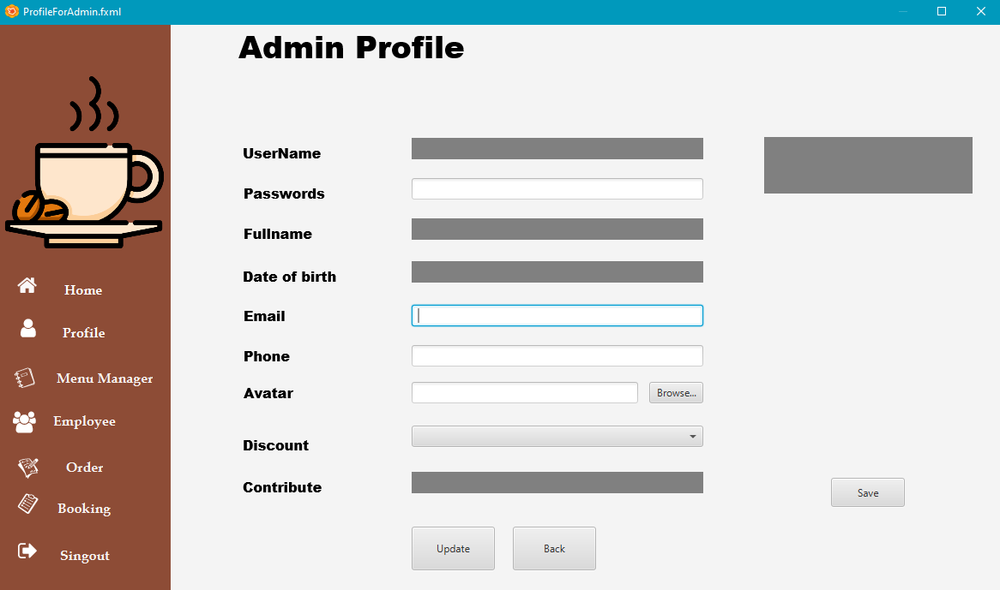 ProfileForAdmin.fxml
Admin Profile
UserName
Passwords
Fullname
Date of birth
Email
Phone
Avatar
Browse...
Discount
Contribute
Save
Update
Back
Home
Profile
Menu Manager
Employee
Order
Booking
Singout